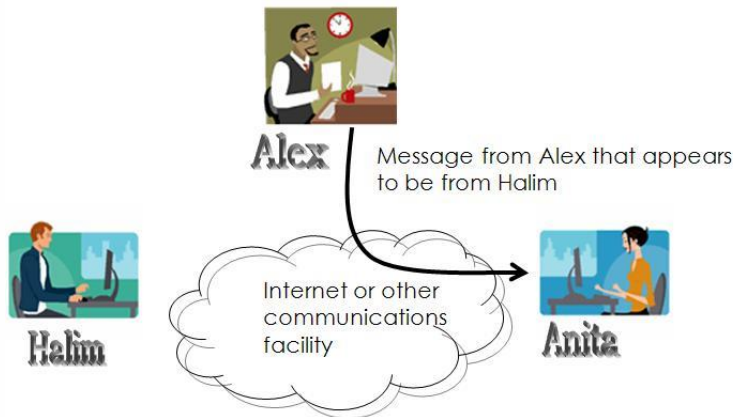 Alex
Message from Alex that appears
to be from Halim
Internet or other
communications
facility
Halim
Anita